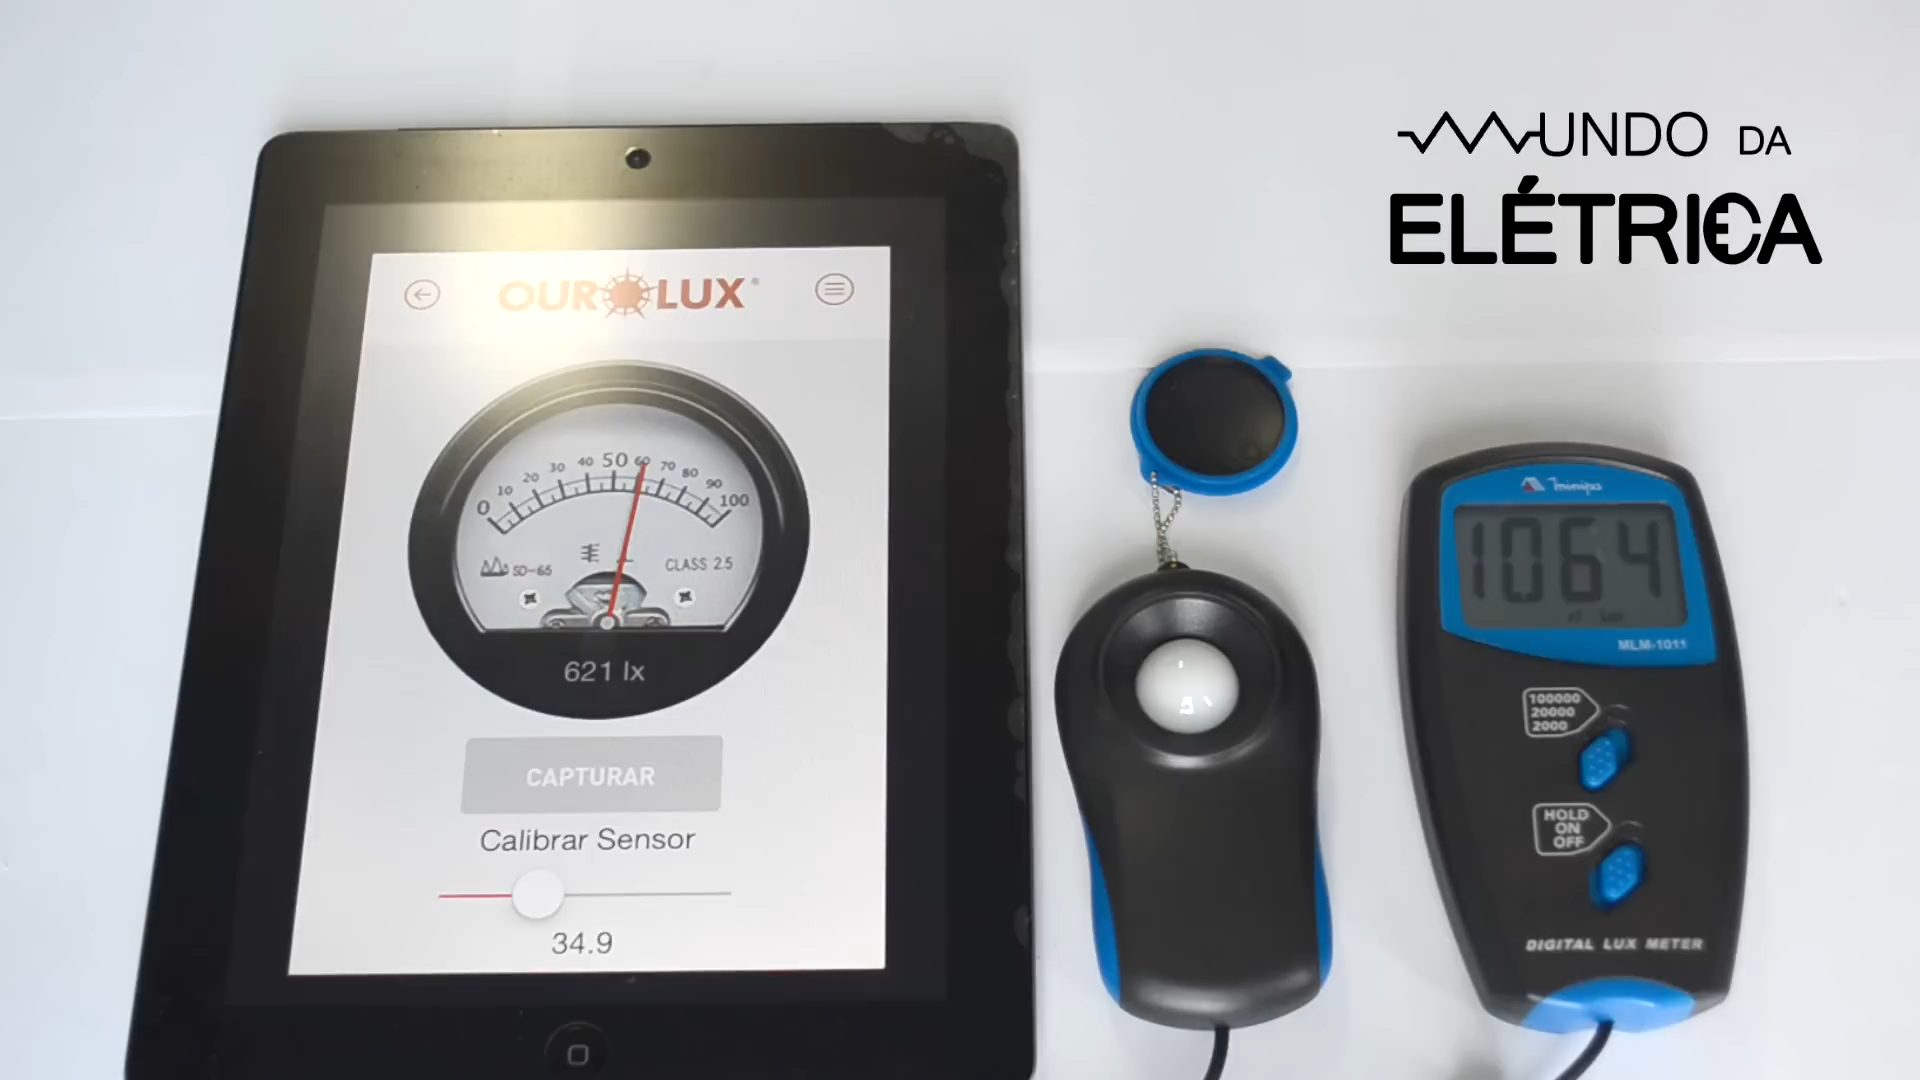 MUNDO DA
ELÉTRICA
OUROLUX®
0 10 20 30 40 50 60 70 80 90 100
SD-65
CLASS 2.5
621 lx
CAPTURAR
Calibrar Sensor
34.9
minipa
1064
MLM-1011
100000
20000
2000
HOLD
ON
OFF
DIGITAL LUX METER